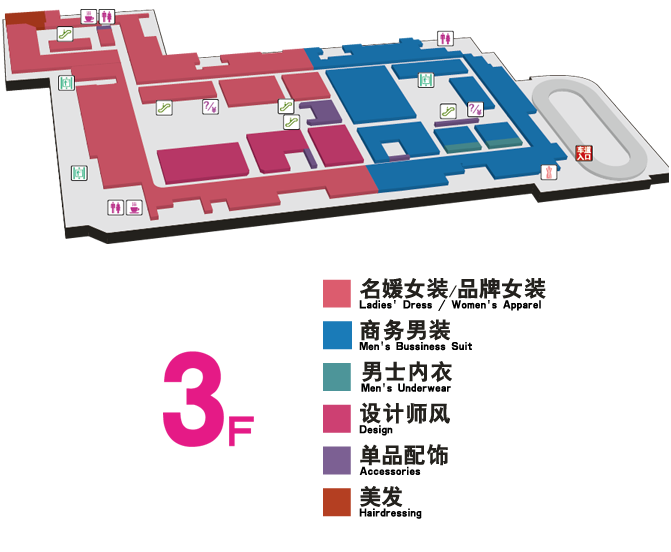 车道
入口
3F
名媛女装/品牌女装
Ladies' Dress / Women's Apparel
商务男装
Men's Bussiness Suit
男士内衣
Men's Underwear
设计师风
Design
单品配饰
Accessories
美发
Hairdressing